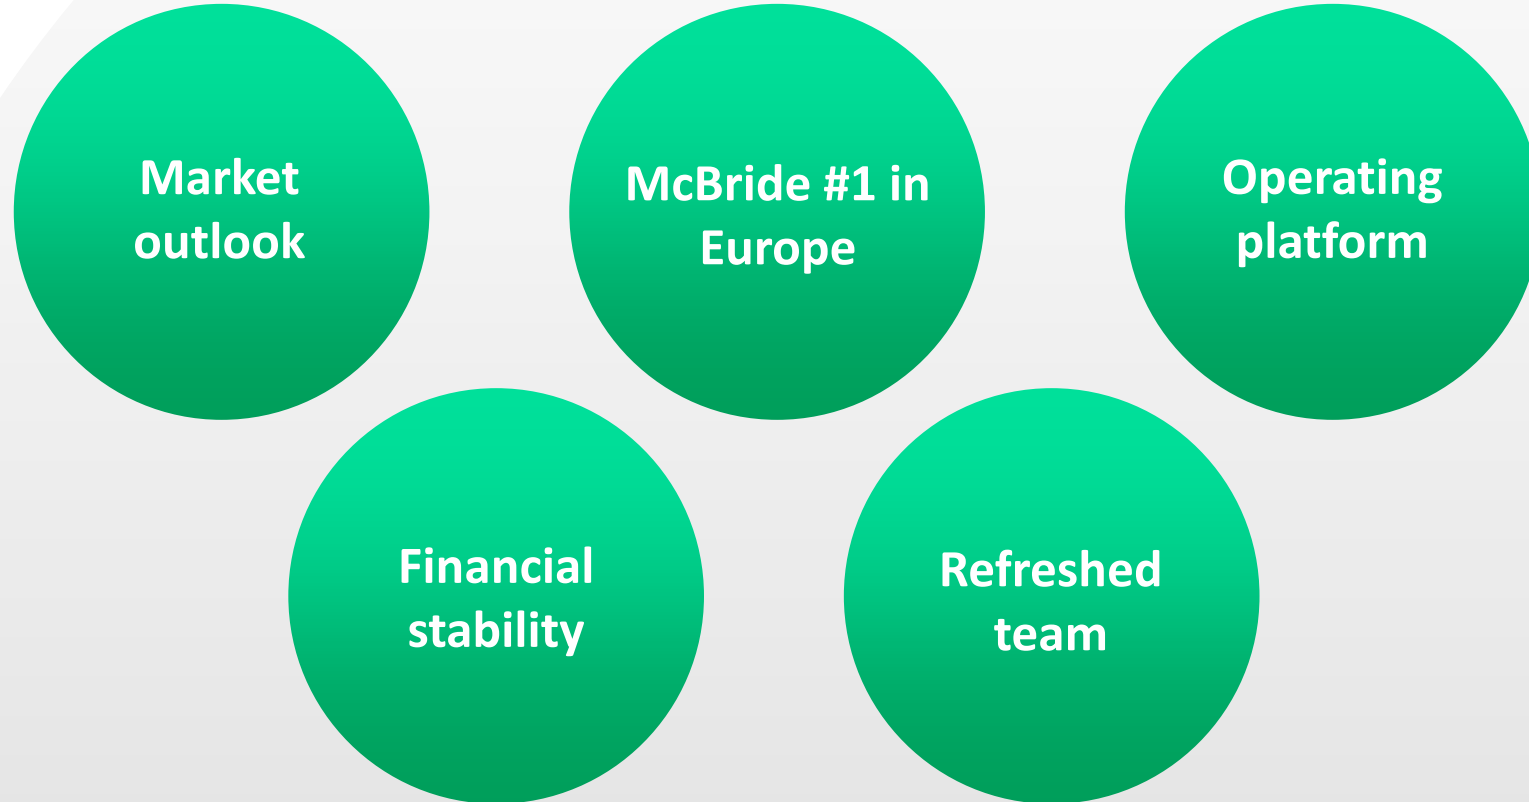 Market
outlook
McBride #1 in
Europe
Operating
platform
Financial
stability
Refreshed
team